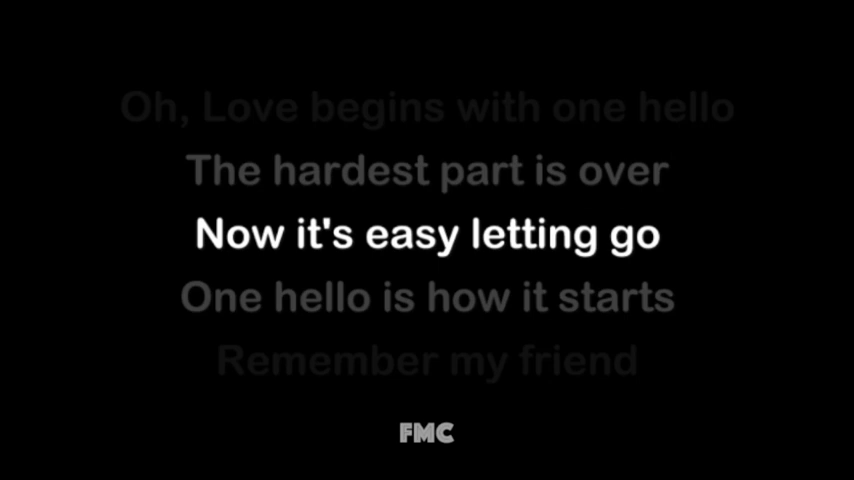 Oh, Love begins with one hello
The hardest part is over
Now it's easy letting go
One hello is how it starts
Remember my friend
FMC